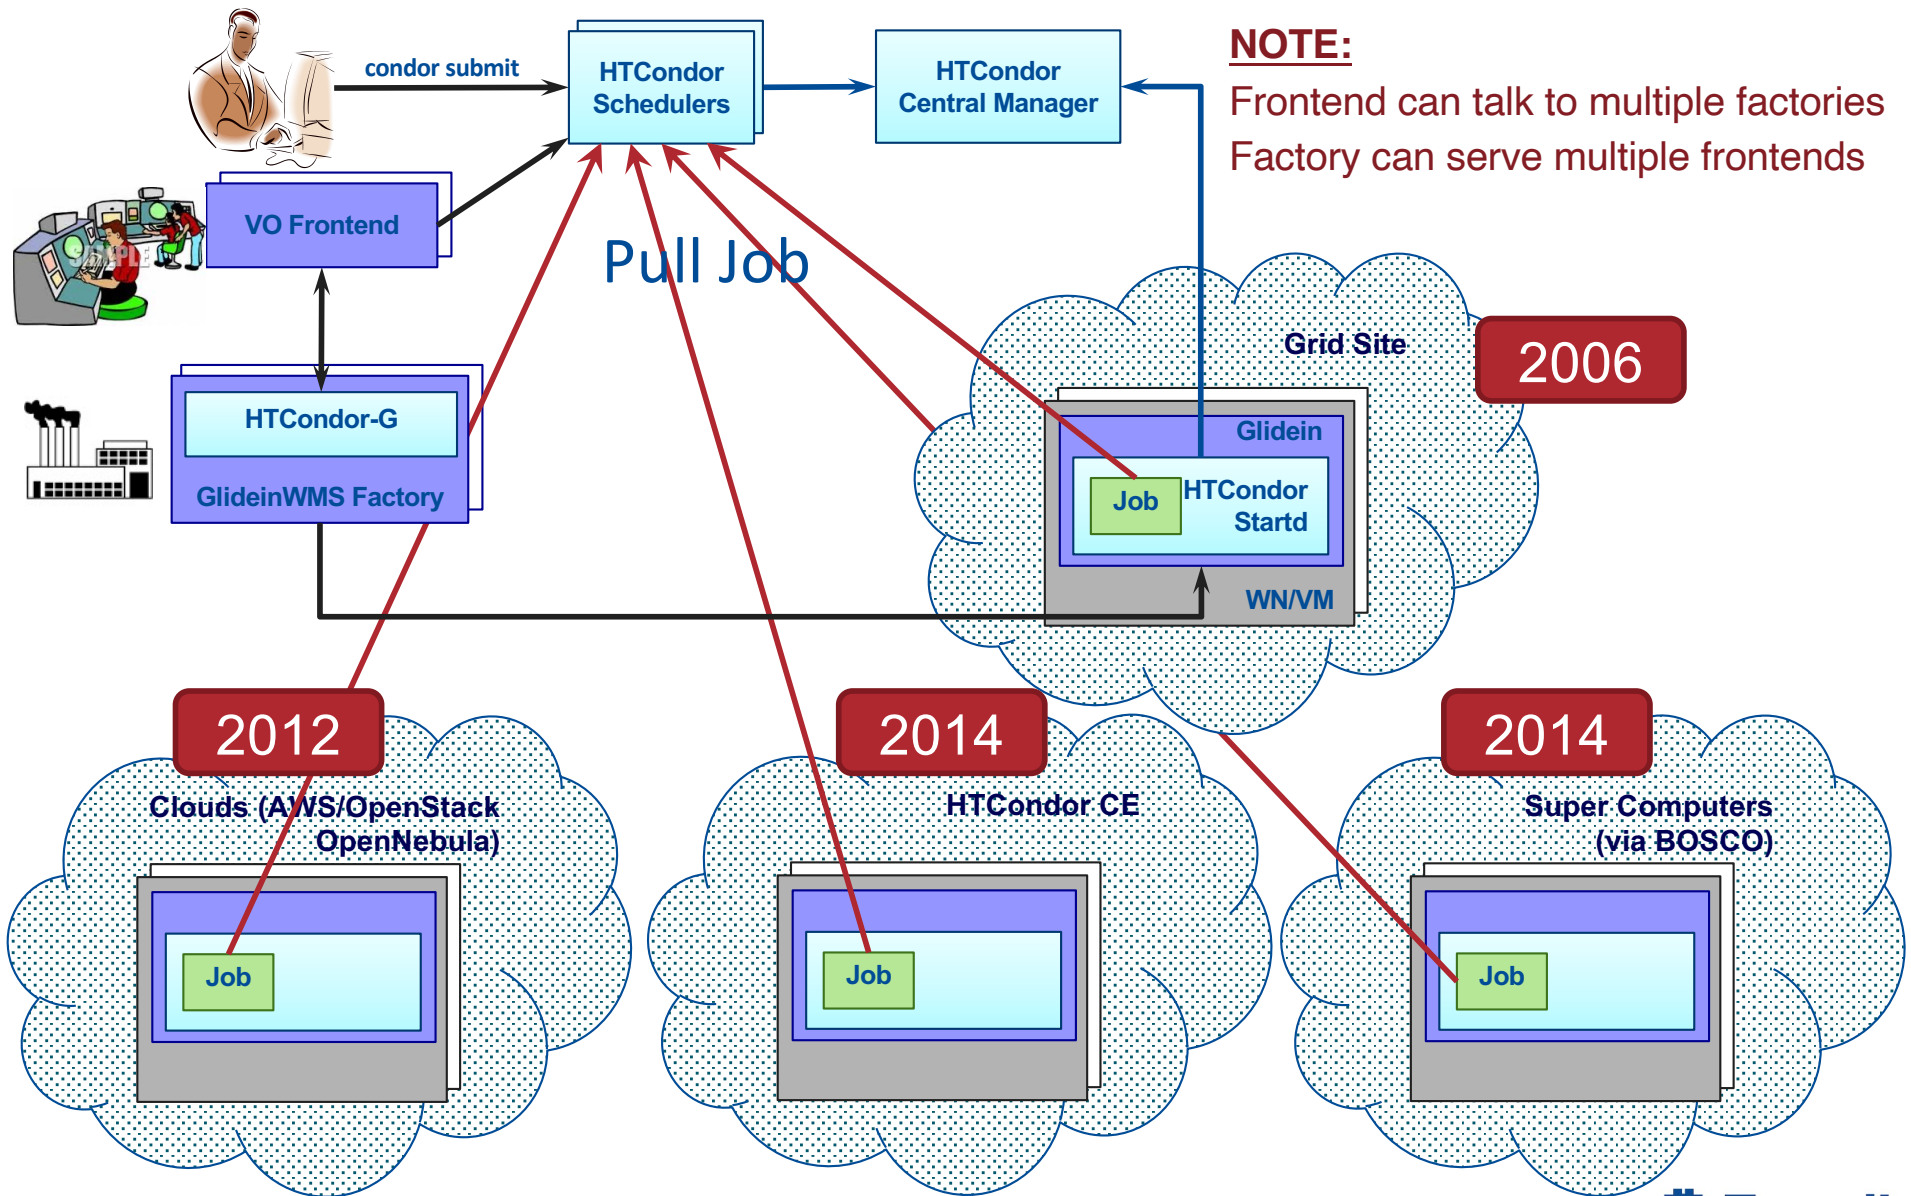 condor submit
HTCondor
Schedulers
HTCondor
Central Manager
NOTE:
Frontend can talk to multiple factories
Factory can serve multiple frontends
VO Frontend
SAMPLE
Pull Job
Grid Site
2006
HTCondor-G
GlideinWMS Factory
Glidein
Job
HTCondor
Startd
WN/VM
2012
Clouds (AWS/OpenStack
OpenNebula)
Job
2014
HTCondor CE
Job
2014
Super Computers
(via BOSCO)
Job